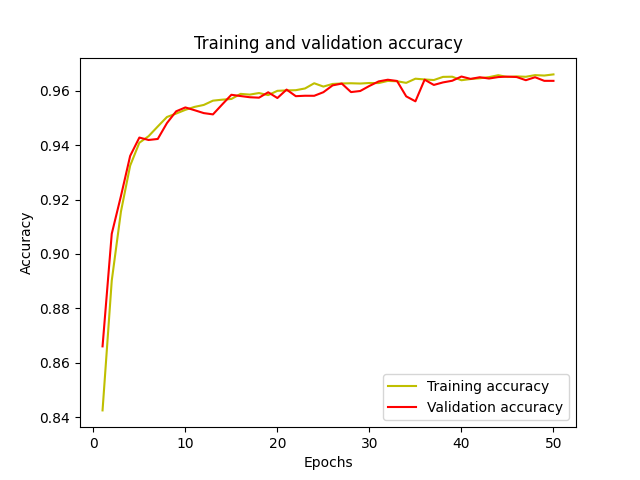 Training and validation accuracy
Accuracy
0.96
0.94
0.92
0.90
0.88
0.86
0.84
Training accuracy
Validation accuracy
0 10 20 30 40 50
Epochs